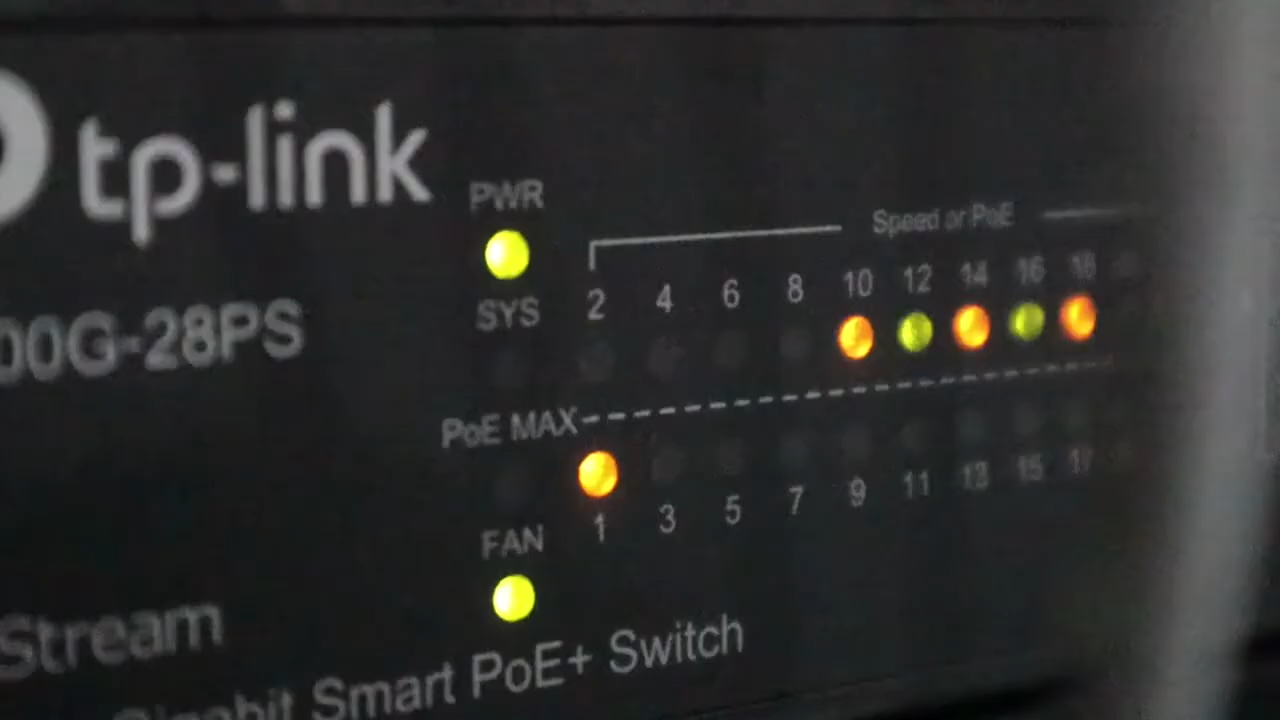 tp-link
00G-28PS
PWR
SYS
Speed or PoE
2 4 6 8 10 12 14 16 18
PoE MAX
1 3 5 7 9 11 13 15 17
FAN
Stream
Gigabit Smart PoE+ Switch